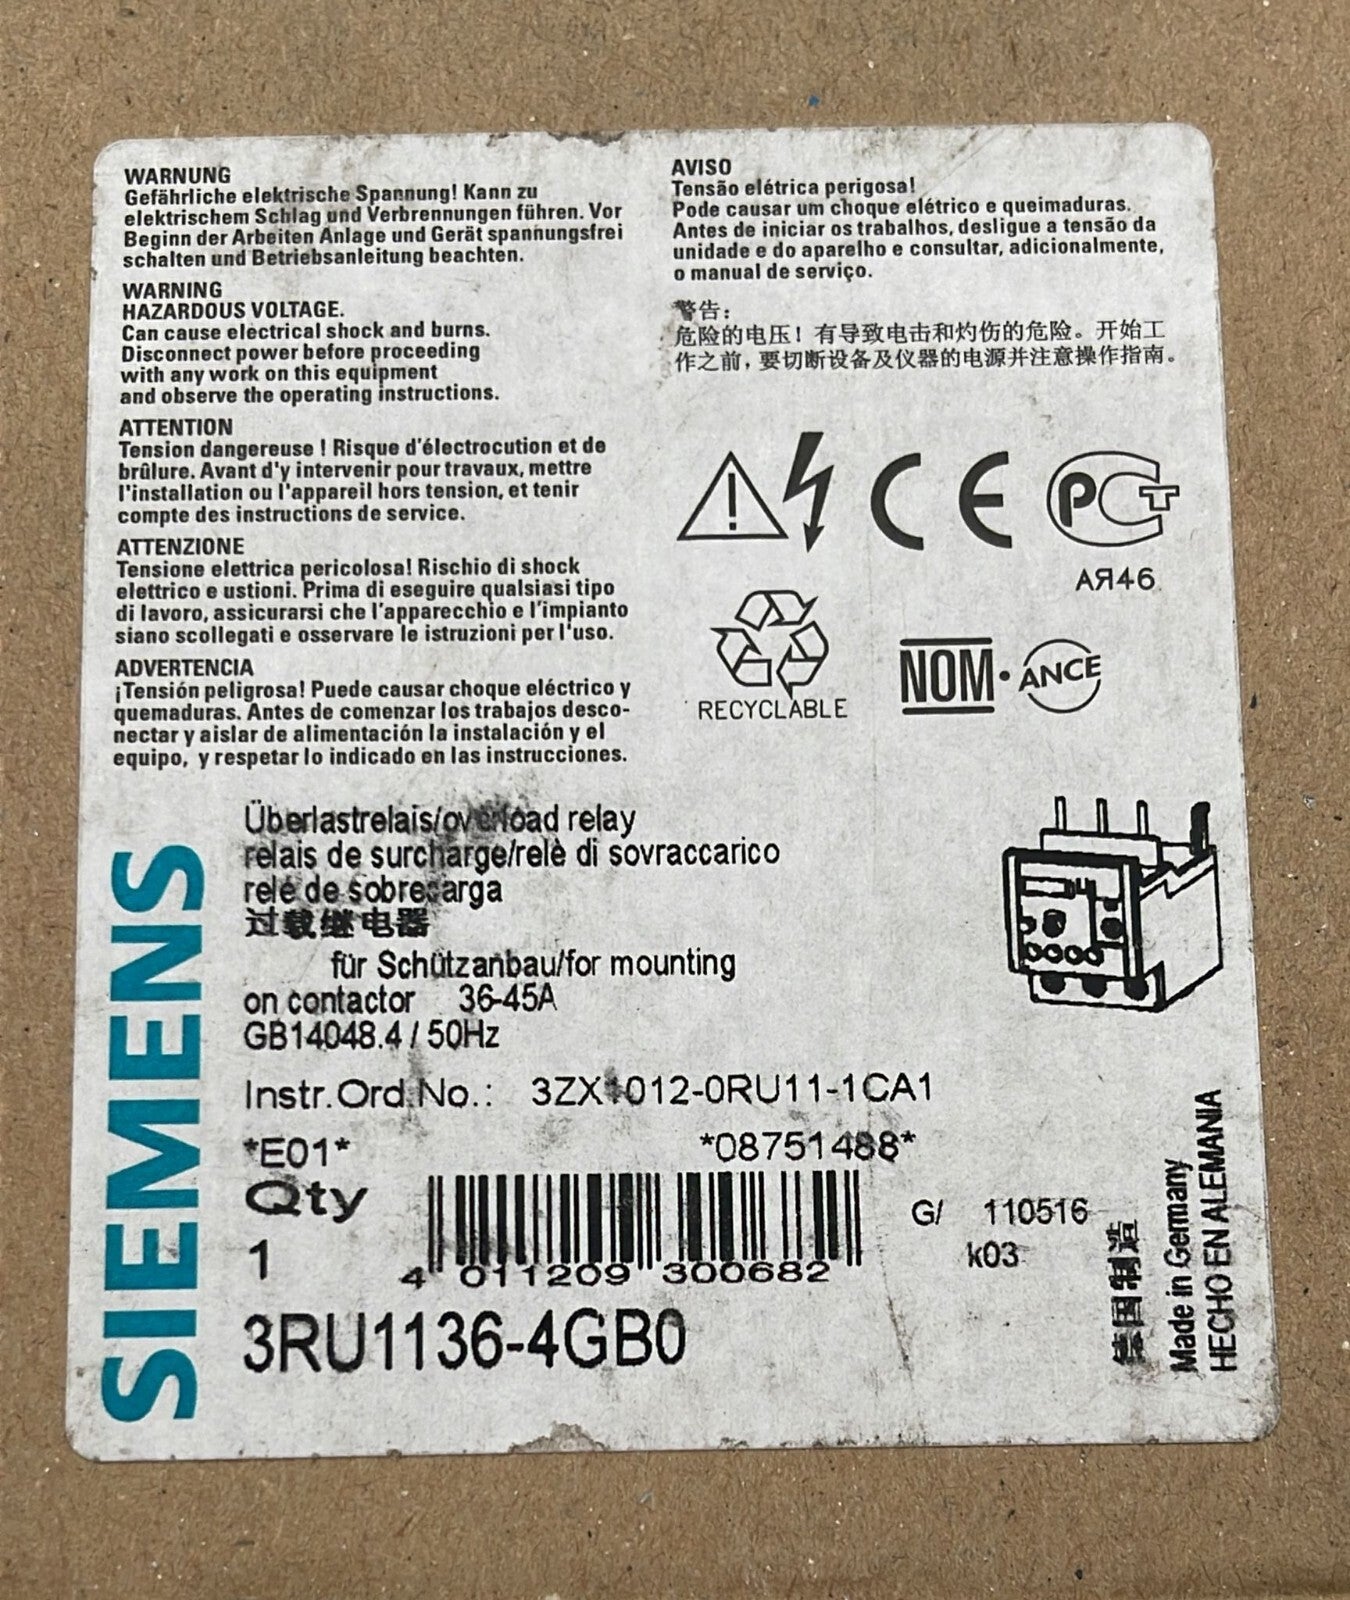 WARNUNG
Gefährliche elektrische Spannung! Kann zu
elektrischem Schlag und Verbrennungen führen. Vor
Beginn der Arbeiten Anlage und Gerät spannungsfrei
schalten und Betriebsanleitung beachten.
WARNING
HAZARDOUS VOLTAGE.
Can cause electrical shock and burns.
Disconnect power before proceeding
with any work on this equipment
and observe the operating instructions.
ATTENTION
Tension dangereuse ! Risque d'électrocution et de
brûlure. Avant d'y intervenir pour travaux, mettre
l'installation ou l'appareil hors tension, et tenir
compte des instructions de service.
ATTENZIONE
Tensione elettrica pericolosa! Rischio di shock
elettrico e ustioni. Prima di eseguire qualsiasi tipo
di lavoro, assicurarsi che l'apparecchio e l'impianto
siano scollegati e osservare le istruzioni per l'uso.
ADVERTENCIA
¡Tensión peligrosa! Puede causar choque eléctrico y
quemaduras. Antes de comenzar los trabajos desco-
nectar y aislar de alimentación la instalación y el
equipo, y respetar lo indicado en las instrucciones.
AVISO
Tensão elétrica perigosa!
Pode causar um choque elétrico e queimaduras.
Antes de iniciar os trabalhos, desligue a tensão da
unidade e do aparelho e consultar, adicionalmente,
o manual de serviço.
警告:
危险的电压! 有导致电击和灼伤的危险。开始工
作之前, 要切断设备及仪器的电源并注意操作指南。
CE PCT
AЯ46
RECYCLABLE
NOM·ANCE
SIEMENS
Überlastrelais/overload relay
relais de surcharge/relè di sovraccarico
relé de sobrecarga
过载继电器
für Schützanbau/for mounting
on contactor 36-45A
GB14048.4 / 50Hz
Instr.Ord.No.: 3ZX1012-0RU11-1CA1
*E01* *08751488*
Qty
1
4 011209 300682
G/ 110516
k03
3RU1136-4GB0
德国制造
Made in Germany
HECHO EN ALEMANIA